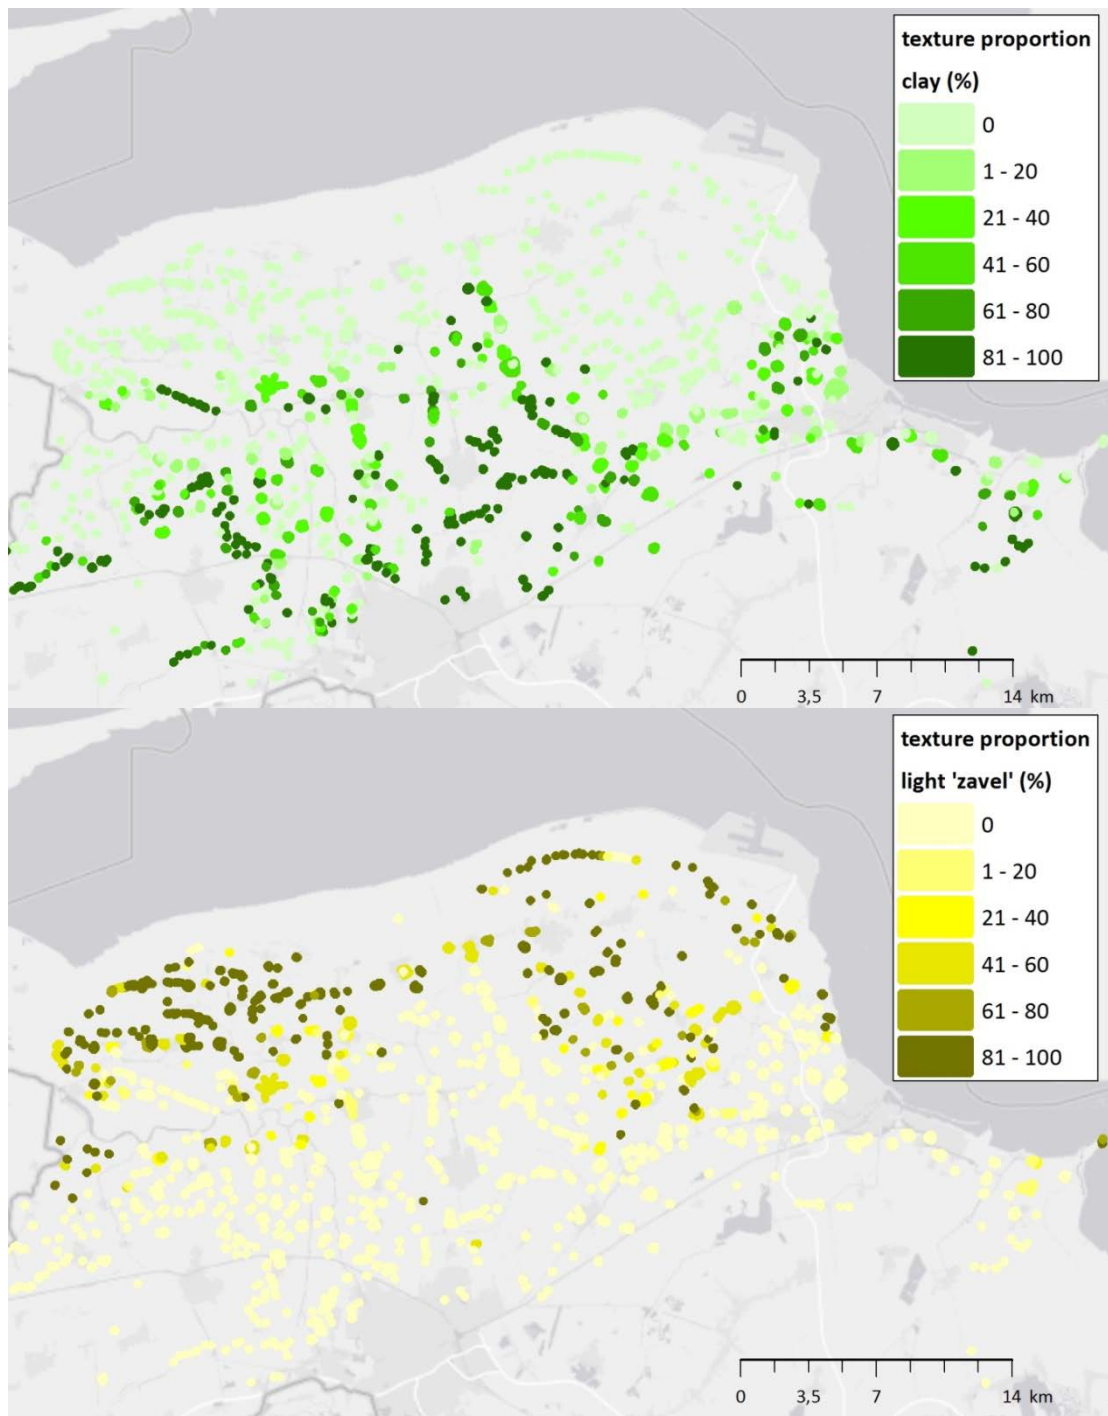 texture proportion
clay (%)
0
1 - 20
21 - 40
41 - 60
61 - 80
81 - 100
0 3,5 7 14 km
texture proportion
light 'zavel' (%)
0
1 - 20
21 - 40
41 - 60
61 - 80
81 - 100
0 3,5 7 14 km